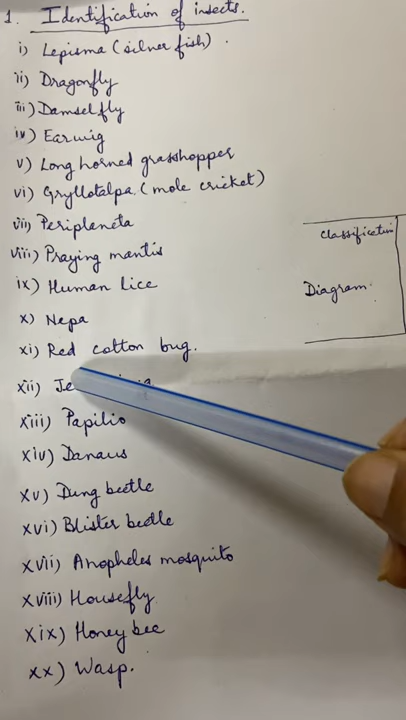 1. Identification of insects.
i) Lepisma (silver fish).
ii) Dragonfly
iii) Damselfly
iv) Earwig
v) Long horned grasshopper
vi) Gryllotalpa (mole cricket)
vii) Periplaneta
viii) Praying mantis
ix) Human lice
x) Nepa
xi) Red cotton bug.
xii)
xiii) Papilio
xiv) Danaus
xv) Dung beetle
xvi) Blister beetle
xvii) Anopheles mosquito
xviii) Housefly
xix) Honey bee
xx) Wasp.
Classification
Diagram.